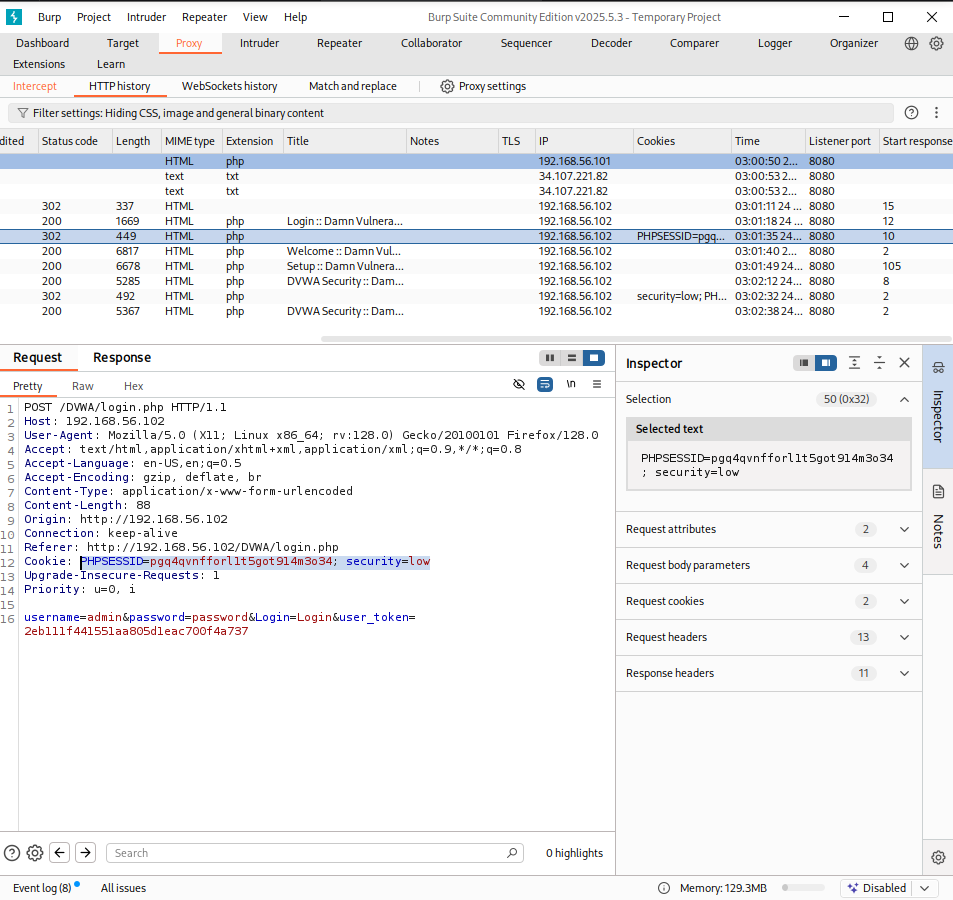 Burp Project Intruder Repeater View Help Burp Suite Community Edition v2025.5.3 - Temporary Project
Dashboard Target Proxy Intruder Repeater Collaborator Sequencer Decoder Comparer Logger Organizer
Extensions Learn
Intercept HTTP history WebSockets history Match and replace Proxy settings
Filter settings: Hiding CSS, image and general binary content
dited Status code Length MIME type Extension Title Notes TLS IP Cookies Time Listener port Start response
HTML php 192.168.56.101 03:00:50 2... 8080
text txt 34.107.221.82 03:00:53 2... 8080
text txt 34.107.221.82 03:00:53 2... 8080
302 337 HTML 192.168.56.102 03:01:11 24 ... 8080 15
200 1669 HTML php Login :: Damn Vulnera... 192.168.56.102 03:01:18 24 ... 8080 12
302 449 HTML php 192.168.56.102 PHPSESSID=pgq... 03:01:35 24... 8080 10
200 6817 HTML php Welcome :: Damn Vul... 192.168.56.102 03:01:40 2... 8080 2
200 6678 HTML php Setup :: Damn Vulnera... 192.168.56.102 03:01:49 24... 8080 105
200 5285 HTML php DVWA Security :: Dam... 192.168.56.102 03:02:12 24... 8080 8
302 492 HTML php 192.168.56.102 security=low; PH... 03:02:32 24... 8080 2
200 5367 HTML php DVWA Security :: Dam... 192.168.56.102 03:02:38 24... 8080 2
Request Response
Pretty Raw Hex \n
1 POST /DVWA/login.php HTTP/1.1
2 Host: 192.168.56.102
3 User-Agent: Mozilla/5.0 (X11; Linux x86_64; rv:128.0) Gecko/20100101 Firefox/128.0
4 Accept: text/html,application/xhtml+xml,application/xml;q=0.9,*/*;q=0.8
5 Accept-Language: en-US,en;q=0.5
6 Accept-Encoding: gzip, deflate, br
7 Content-Type: application/x-www-form-urlencoded
8 Content-Length: 88
9 Origin: http://192.168.56.102
10 Connection: keep-alive
11 Referer: http://192.168.56.102/DVWA/login.php
12 Cookie: PHPSESSID=pgq4qvnfforl1t5got914m3o34; security=low
13 Upgrade-Insecure-Requests: 1
14 Priority: u=0, i
15
16 username=admin&password=password&Login=Login&user_token=
2eb111f441551aa805d1eac700f4a737
Inspector
Selection 50 (0x32)
Selected text
PHPSESSID=pgq4qvnfforl1t5got914m3o34
; security=low
Request attributes 2
Request body parameters 4
Request cookies 2
Request headers 13
Response headers 11
Inspector
Notes
Search 0 highlights
Event log (8) All issues Memory: 129.3MB Disabled